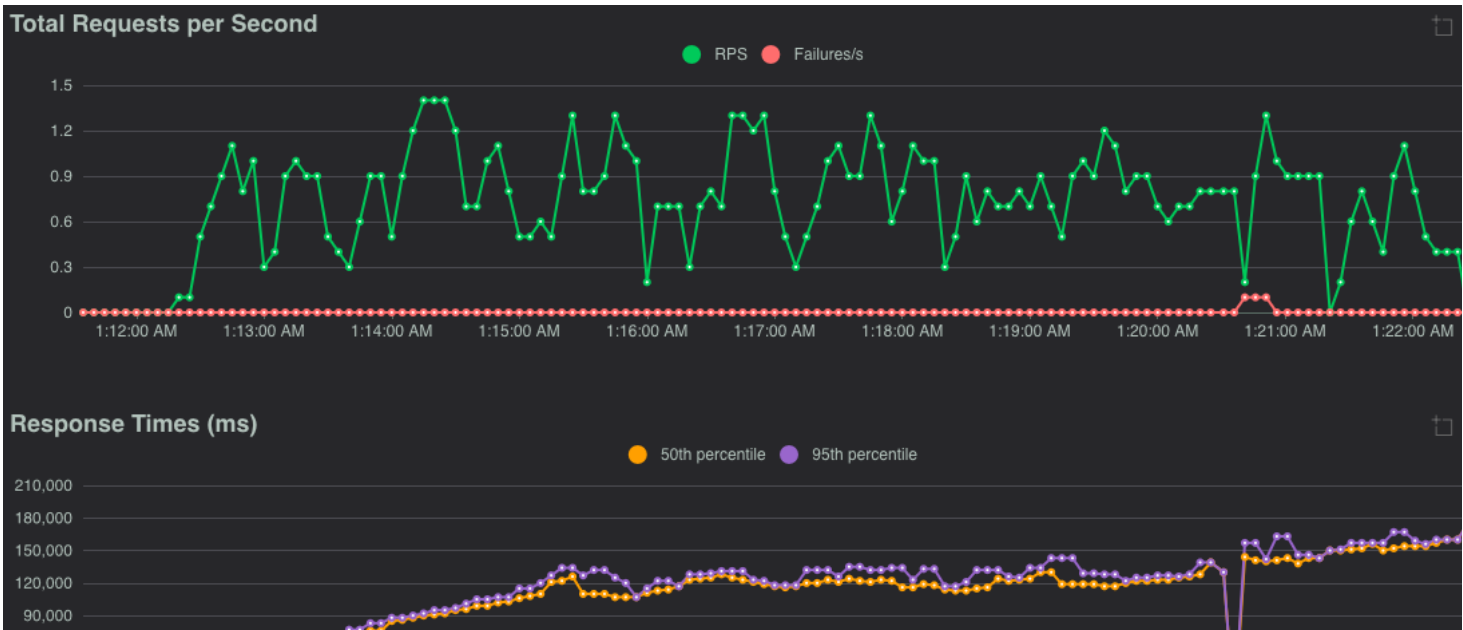 Total Requests per Second
RPS Failures/s
1.5
1.2
0.9
0.6
0.3
0
1:12:00 AM 1:13:00 AM 1:14:00 AM 1:15:00 AM 1:16:00 AM 1:17:00 AM 1:18:00 AM 1:19:00 AM 1:20:00 AM 1:21:00 AM 1:22:00 AM
Response Times (ms)
50th percentile 95th percentile
210,000
180,000
150,000
120,000
90,000